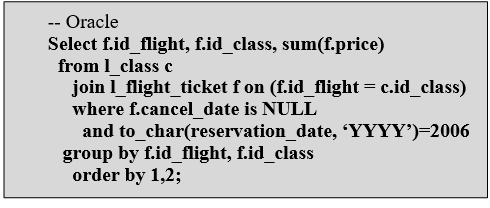 -- Oracle
Select f.id_flight, f.id_class, sum(f.price)
from l_class c
join l_flight_ticket f on (f.id_flight = c.id_class)
where f.cancel_date is NULL
and to_char(reservation_date, ‘YYYY’)=2006
group by f.id_flight, f.id_class
order by 1,2;